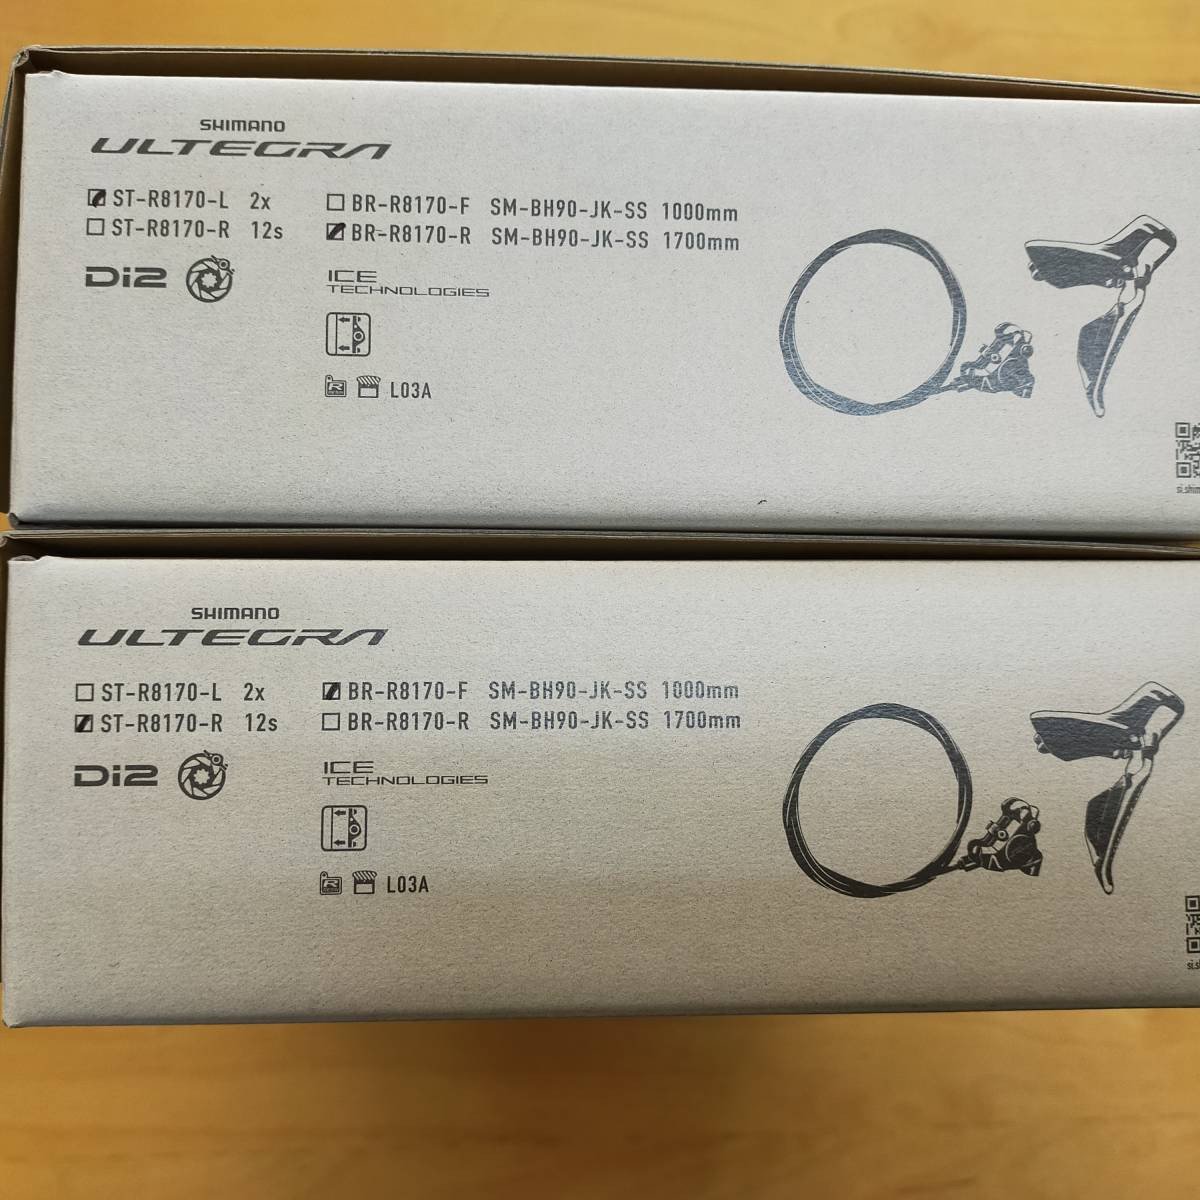 SHIMANO
ULTEGRA
ST-R8170-L 2x
ST-R8170-R 12s
BR-R8170-F SM-BH90-JK-SS 1000mm
BR-R8170-R SM-BH90-JK-SS 1700mm
Di2
ICE
TECHNOLOGIES
R
L03A
SHIMANO
ULTEGRA
ST-R8170-L 2x
ST-R8170-R 12s
BR-R8170-F SM-BH90-JK-SS 1000mm
BR-R8170-R SM-BH90-JK-SS 1700mm
Di2
ICE
TECHNOLOGIES
R
L03A